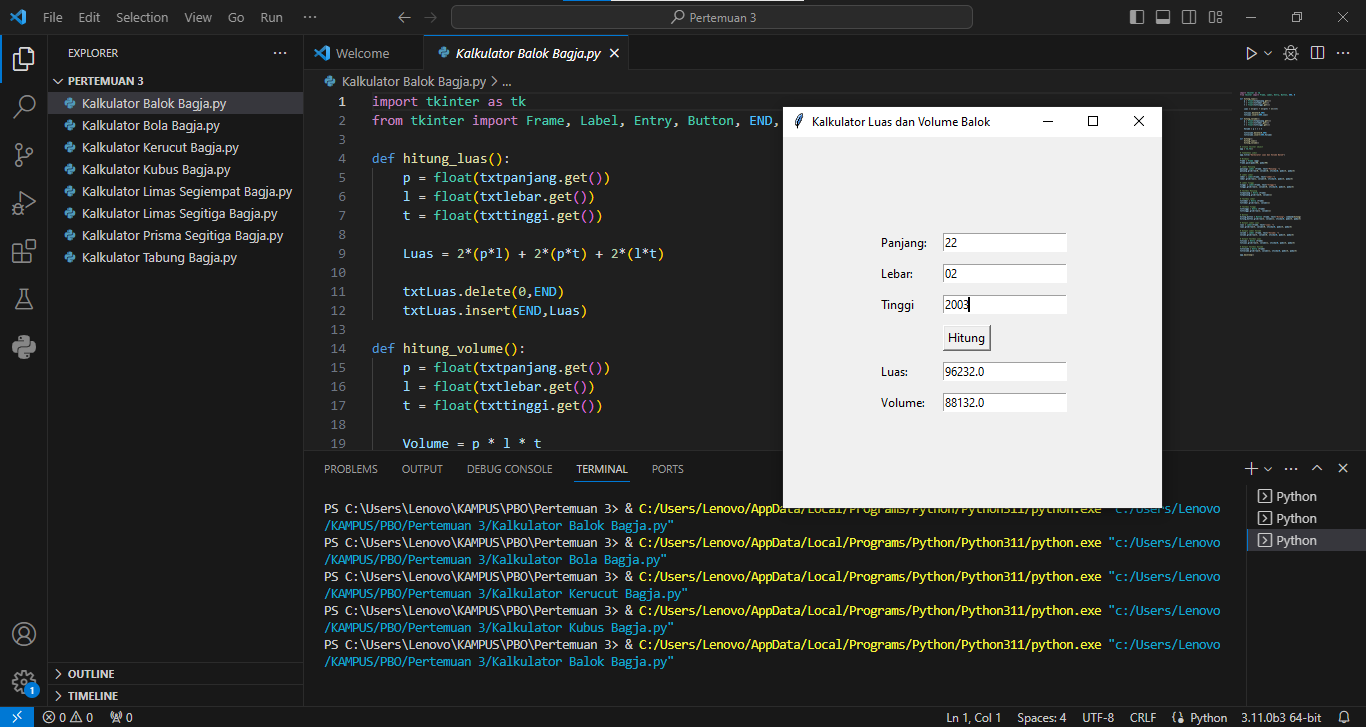 File Edit Selection View Go Run ··· Pertemuan 3
EXPLORER
PERTEMUAN 3
Kalkulator Balok Bagja.py
Kalkulator Bola Bagja.py
Kalkulator Kerucut Bagja.py
Kalkulator Kubus Bagja.py
Kalkulator Limas Segiempat Bagja.py
Kalkulator Limas Segitiga Bagja.py
Kalkulator Prisma Segitiga Bagja.py
Kalkulator Tabung Bagja.py
OUTLINE
TIMELINE
Welcome Kalkulator Balok Bagja.py
Kalkulator Balok Bagja.py > ...
1 import tkinter as tk
2 from tkinter import Frame, Label, Entry, Button, END,
3
4 def hitung_luas():
5 p = float(txtpanjang.get())
6 l = float(txtlebar.get())
7 t = float(txttinggi.get())
8
9 Luas = 2*(p*l) + 2*(p*t) + 2*(l*t)
10
11 txtLuas.delete(0,END)
12 txtLuas.insert(END,Luas)
13
14 def hitung_volume():
15 p = float(txtpanjang.get())
16 l = float(txtlebar.get())
17 t = float(txttinggi.get())
18
19 Volume = p * l * t
Kalkulator Luas dan Volume Balok
Panjang: 22
Lebar: 02
Tinggi 2003
Hitung
Luas: 96232.0
Volume: 88132.0
PROBLEMS OUTPUT DEBUG CONSOLE TERMINAL PORTS
PS C:\Users\Lenovo\KAMPUS\PBO\Pertemuan 3> & C:/Users/Lenovo/AppData/Local/Programs/Python/Python311/python.exe "c:/Users/Lenovo
/KAMPUS/PBO/Pertemuan 3/Kalkulator Balok Bagja.py"
PS C:\Users\Lenovo\KAMPUS\PBO\Pertemuan 3> & C:/Users/Lenovo/AppData/Local/Programs/Python/Python311/python.exe "c:/Users/Lenovo
/KAMPUS/PBO/Pertemuan 3/Kalkulator Bola Bagja.py"
PS C:\Users\Lenovo\KAMPUS\PBO\Pertemuan 3> & C:/Users/Lenovo/AppData/Local/Programs/Python/Python311/python.exe "c:/Users/Lenovo
/KAMPUS/PBO/Pertemuan 3/Kalkulator Kerucut Bagja.py"
PS C:\Users\Lenovo\KAMPUS\PBO\Pertemuan 3> & C:/Users/Lenovo/AppData/Local/Programs/Python/Python311/python.exe "c:/Users/Lenovo
/KAMPUS/PBO/Pertemuan 3/Kalkulator Kubus Bagja.py"
PS C:\Users\Lenovo\KAMPUS\PBO\Pertemuan 3> & C:/Users/Lenovo/AppData/Local/Programs/Python/Python311/python.exe "c:/Users/Lenovo
/KAMPUS/PBO/Pertemuan 3/Kalkulator Balok Bagja.py"
Python
Python
Python
1
0 0 0 Ln 1, Col 1 Spaces: 4 UTF-8 CRLF Python 3.11.0b3 64-bit